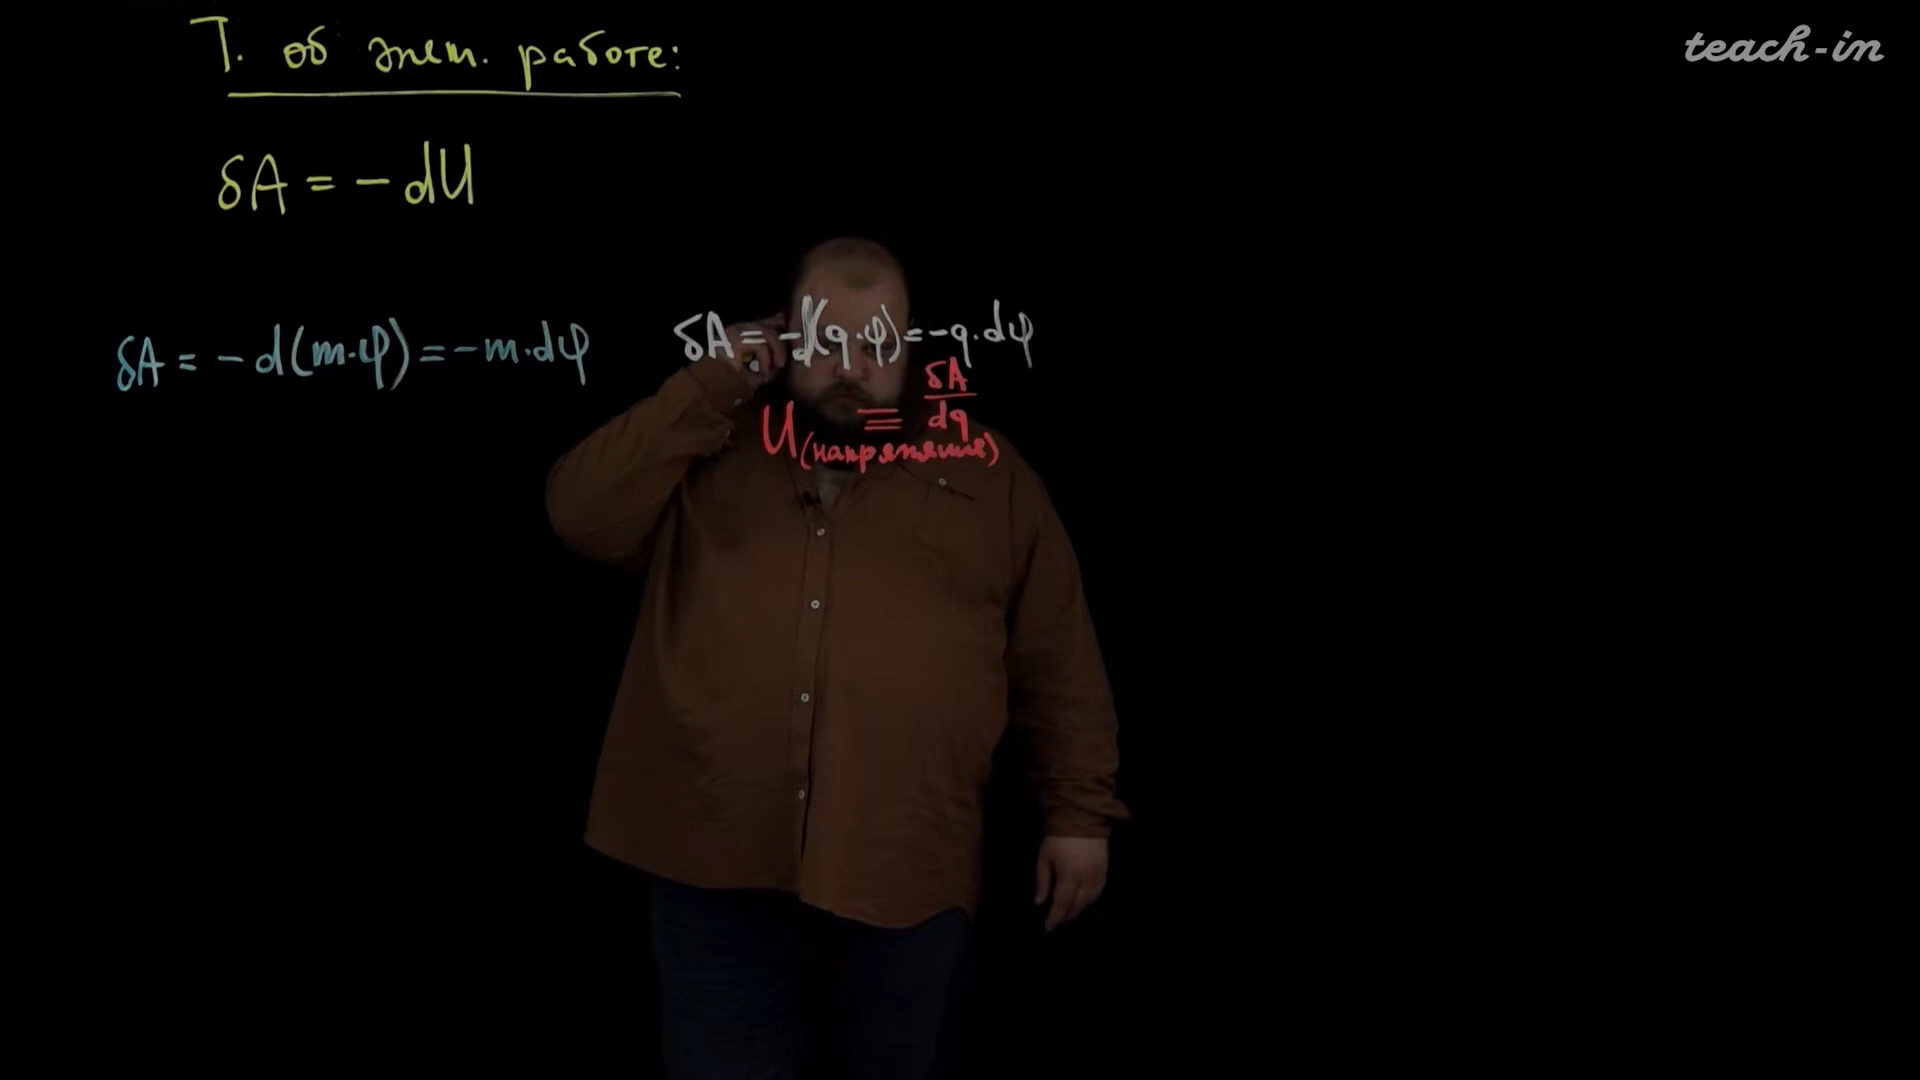 teach-in
Т. об элем. работе:
δA = - dU
δA = - d(m·φ) = - m·dφ
δA = - d(q·φ) = - q·dφ
U (напряжение) ≡ δA/dq